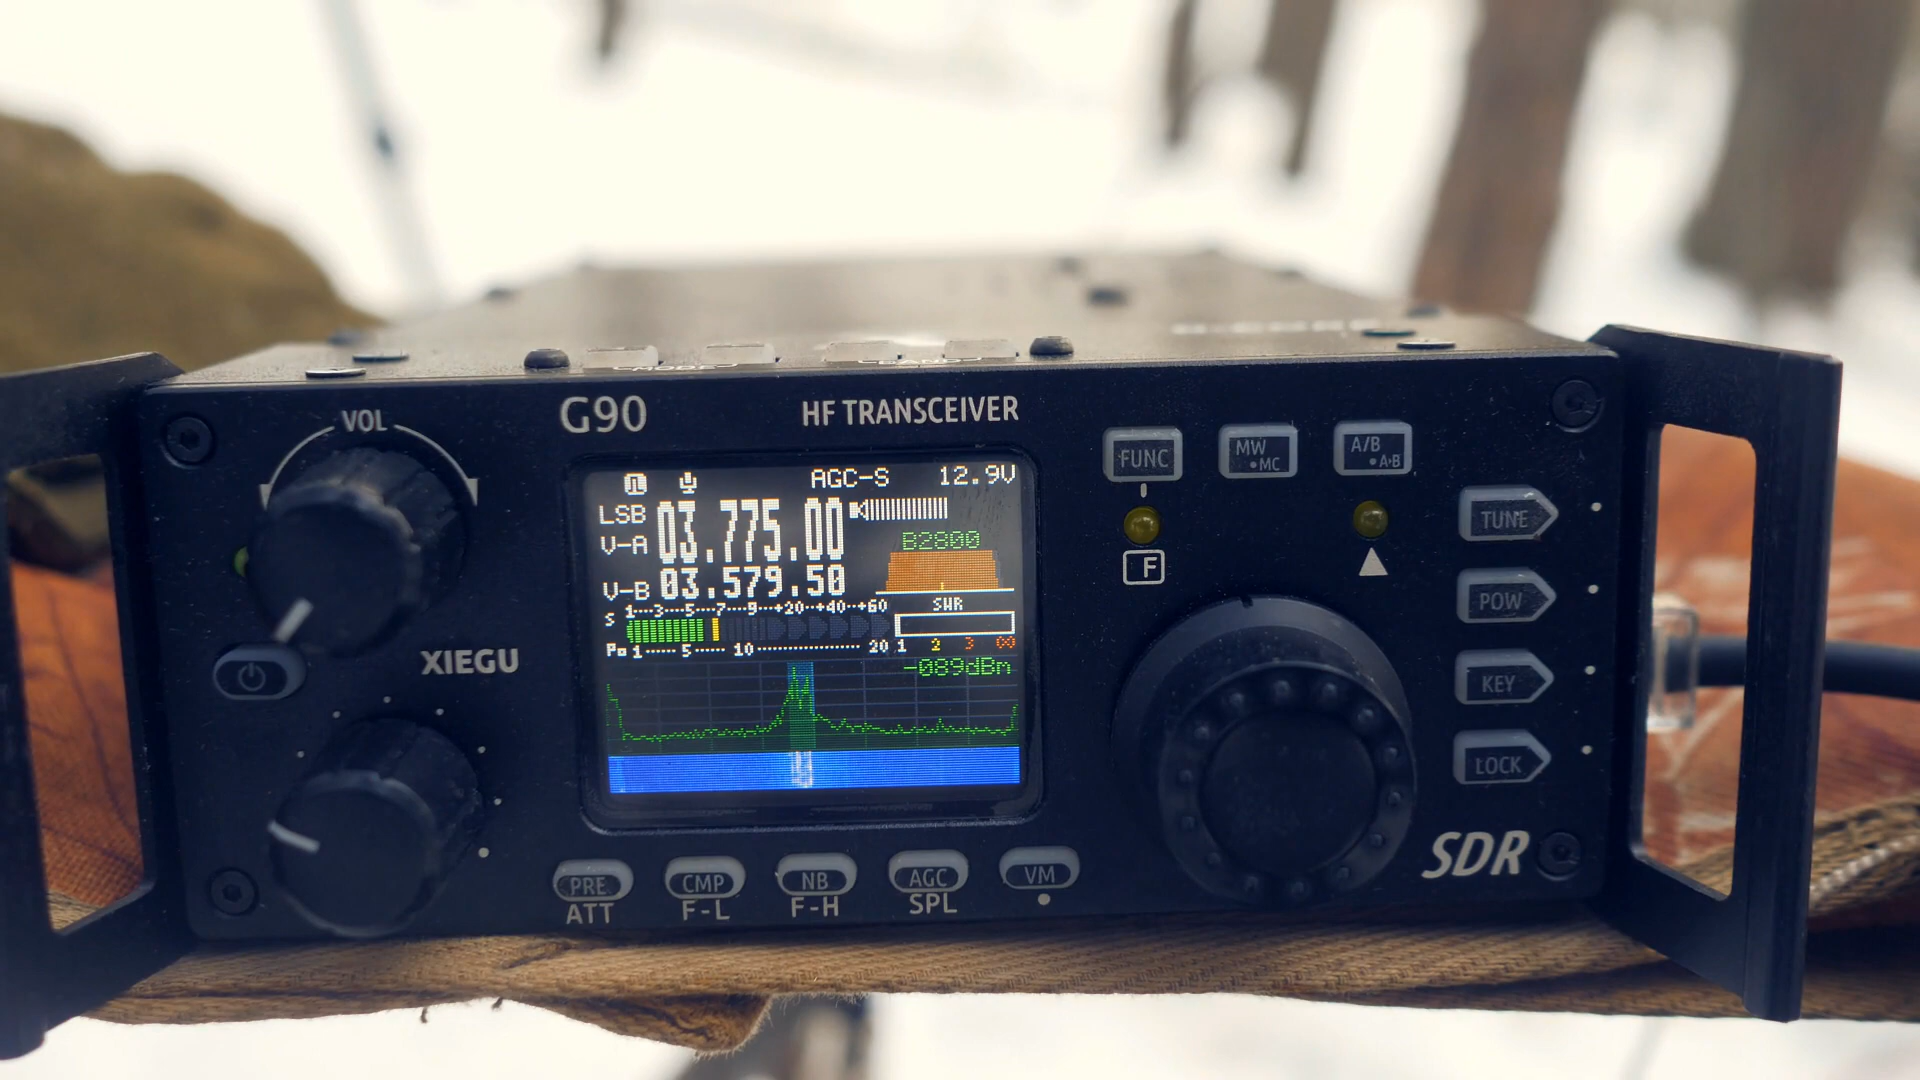 MODE
BAND
G90
HF TRANSCEIVER
VOL
XIEGU
AGC-S 12.9V
LSB 03.775.00
V-A
B2800
V-B 03.579.50
S 1--3--5--7--9--+20--+40--+60
SWR
Po 1 5 10 20
1 2 3 ∞
-089dBm
FUNC
MW
MC
A/B
A›B
F
TUNE
POW
KEY
LOCK
SDR
PRE
CMP
NB
AGC
VM
ATT
F-L
F-H
SPL